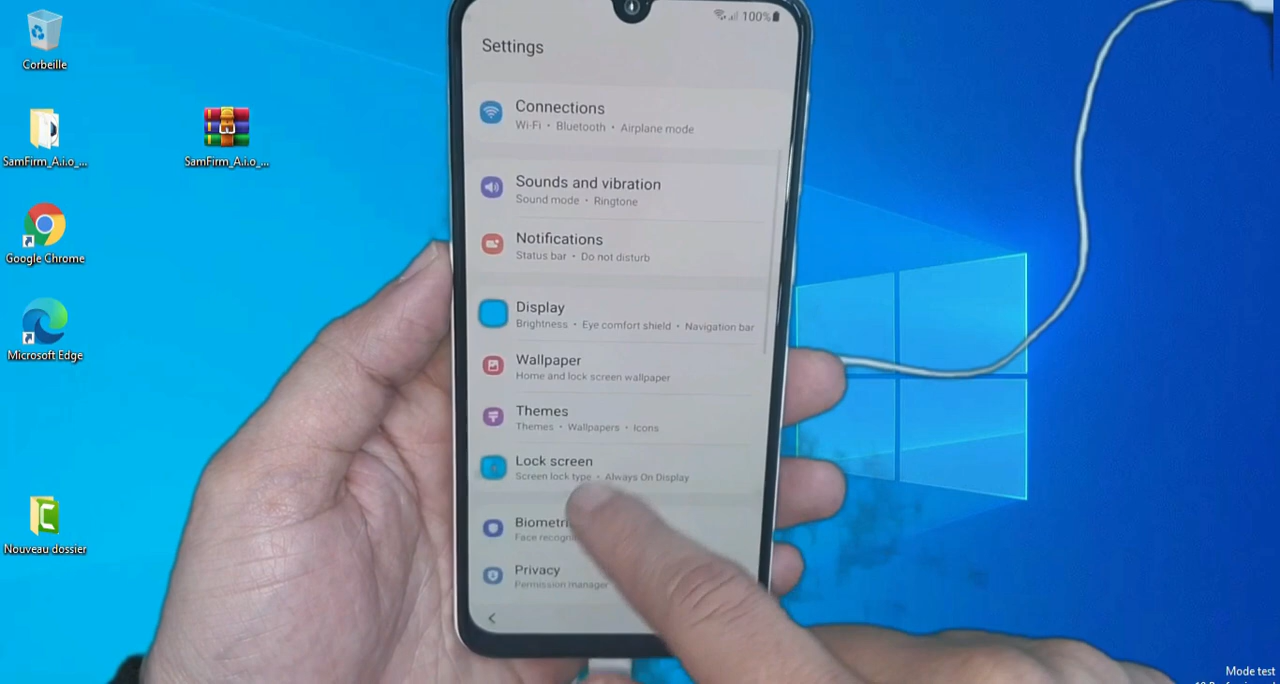 Corbeille
SamFirm_A.i.o_...
SamFirm_A.i.o_...
Google Chrome
Microsoft Edge
Nouveau dossier
100%
Settings
Connections
Wi-Fi • Bluetooth • Airplane mode
Sounds and vibration
Sound mode • Ringtone
Notifications
Status bar • Do not disturb
Display
Brightness • Eye comfort shield • Navigation bar
Wallpaper
Home and lock screen wallpaper
Themes
Themes • Wallpapers • Icons
Lock screen
Screen lock type • Always On Display
Privacy
Permission manager
Mode test